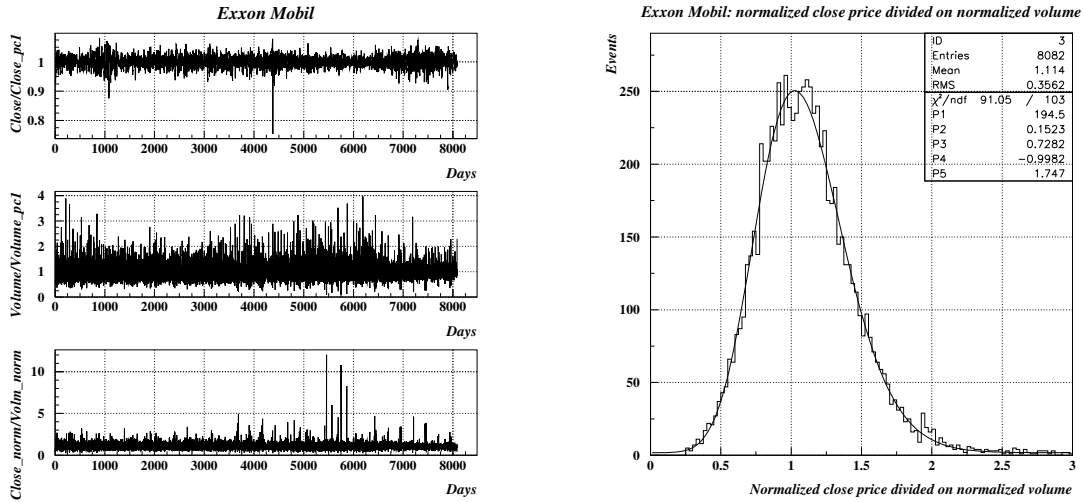 Exxon Mobil
Close/Close_pc1
1
0.9
0.8
0 1000 2000 3000 4000 5000 6000 7000 8000
Days
Volume/Volume_pc1
4
3
2
1
0
0 1000 2000 3000 4000 5000 6000 7000 8000
Days
Close_norm/Volm_norm
10
5
0
0 1000 2000 3000 4000 5000 6000 7000 8000
Days
Exxon Mobil: normalized close price divided on normalized volume
Events
ID 3
Entries 8082
Mean 1.114
RMS 0.3562
χ²/ndf 91.05 / 103
P1 194.5
P2 0.1523
P3 0.7282
P4 −0.9982
P5 1.747
250
200
150
100
50
0
0 0.5 1 1.5 2 2.5 3
Normalized close price divided on normalized volume